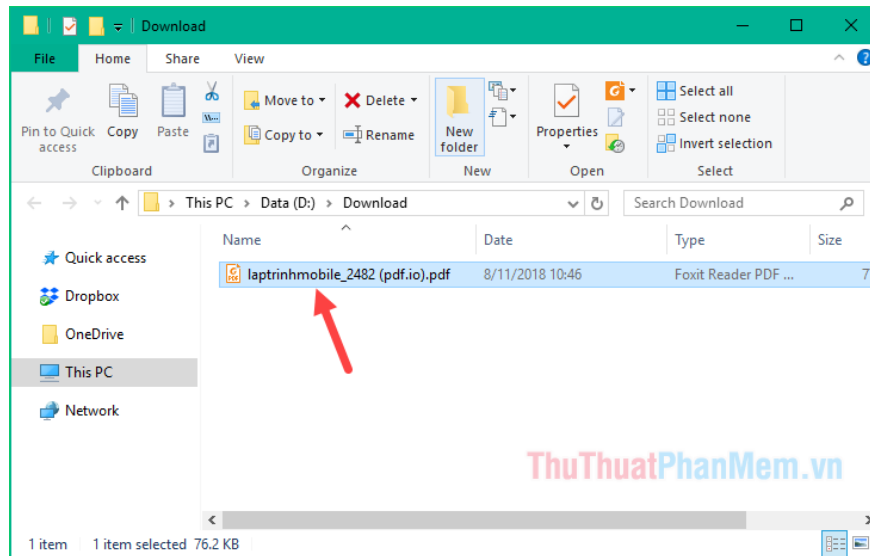 Download
File Home Share View
Pin to Quick access
Copy
Paste
Move to
Copy to
Delete
Rename
New folder
Properties
Select all
Select none
Invert selection
Clipboard Organize New Open Select
This PC > Data (D:) > Download
Search Download
Name Date Type Size
laptrinhmobile_2482 (pdf.io).pdf 8/11/2018 10:46 Foxit Reader PDF ... 7
Quick access
Dropbox
OneDrive
This PC
Network
ThuThuatPhanMem.vn
1 item 1 item selected 76.2 KB